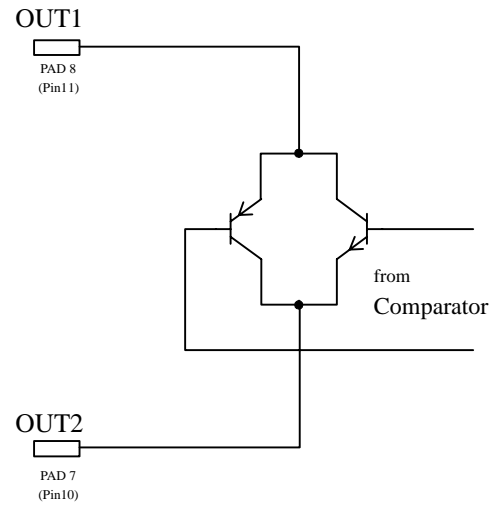 OUT1
PAD 8
(Pin11)
from
Comparator
OUT2
PAD 7
(Pin10)